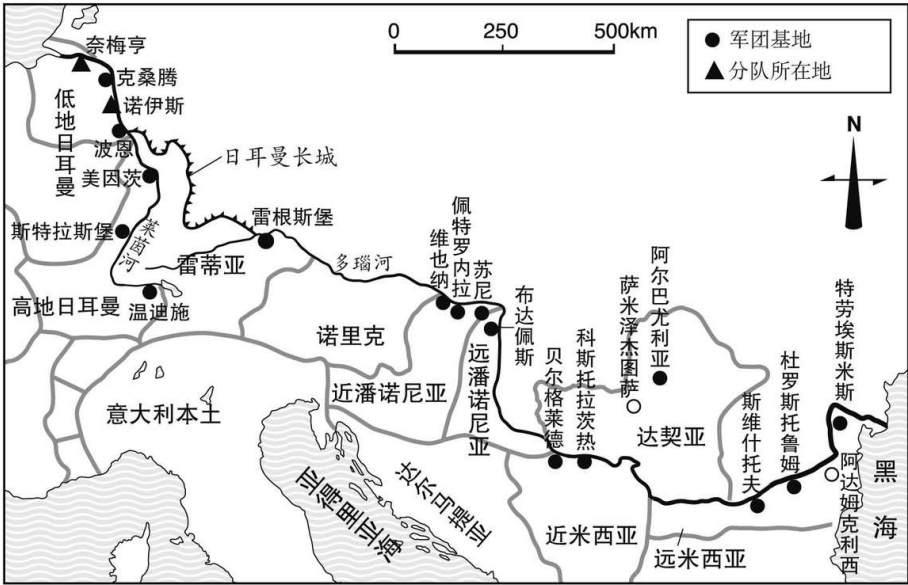 0 250 500km
军团基地
分队所在地
N
奈梅亨
克桑腾
诺伊斯
低地日耳曼
波恩
美因茨
日耳曼长城
斯特拉斯堡
莱茵河
雷根斯堡
雷蒂亚
多瑙河
高地日耳曼
温迪施
维也纳
佩特罗内拉
苏尼
布达佩斯
诺里克
近潘诺尼亚
远潘诺尼亚
意大利本土
亚得里亚海
达尔马提亚
贝尔格莱德
科斯托拉茨热
萨米泽杰图萨
阿尔巴尤利亚
达契亚
斯维什托夫
杜罗斯托鲁姆
特劳埃斯米斯
阿达姆克利西
黑海
近米西亚
远米西亚